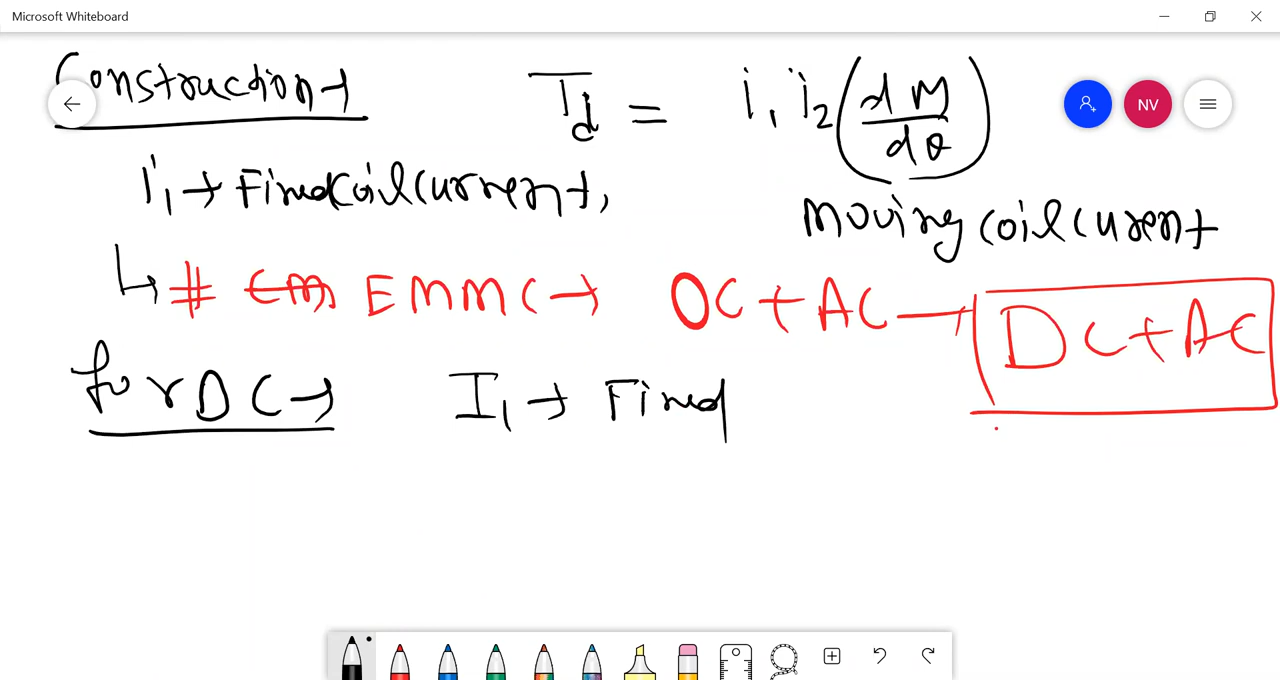 Microsoft Whiteboard
Construction→
Td = i1 i2 (dM/dθ)
NV
i1 → Fixed coil current,
moving coil current
↳ # EMMC → DC + AC → DC + AC
for DC → I1 → Fixed